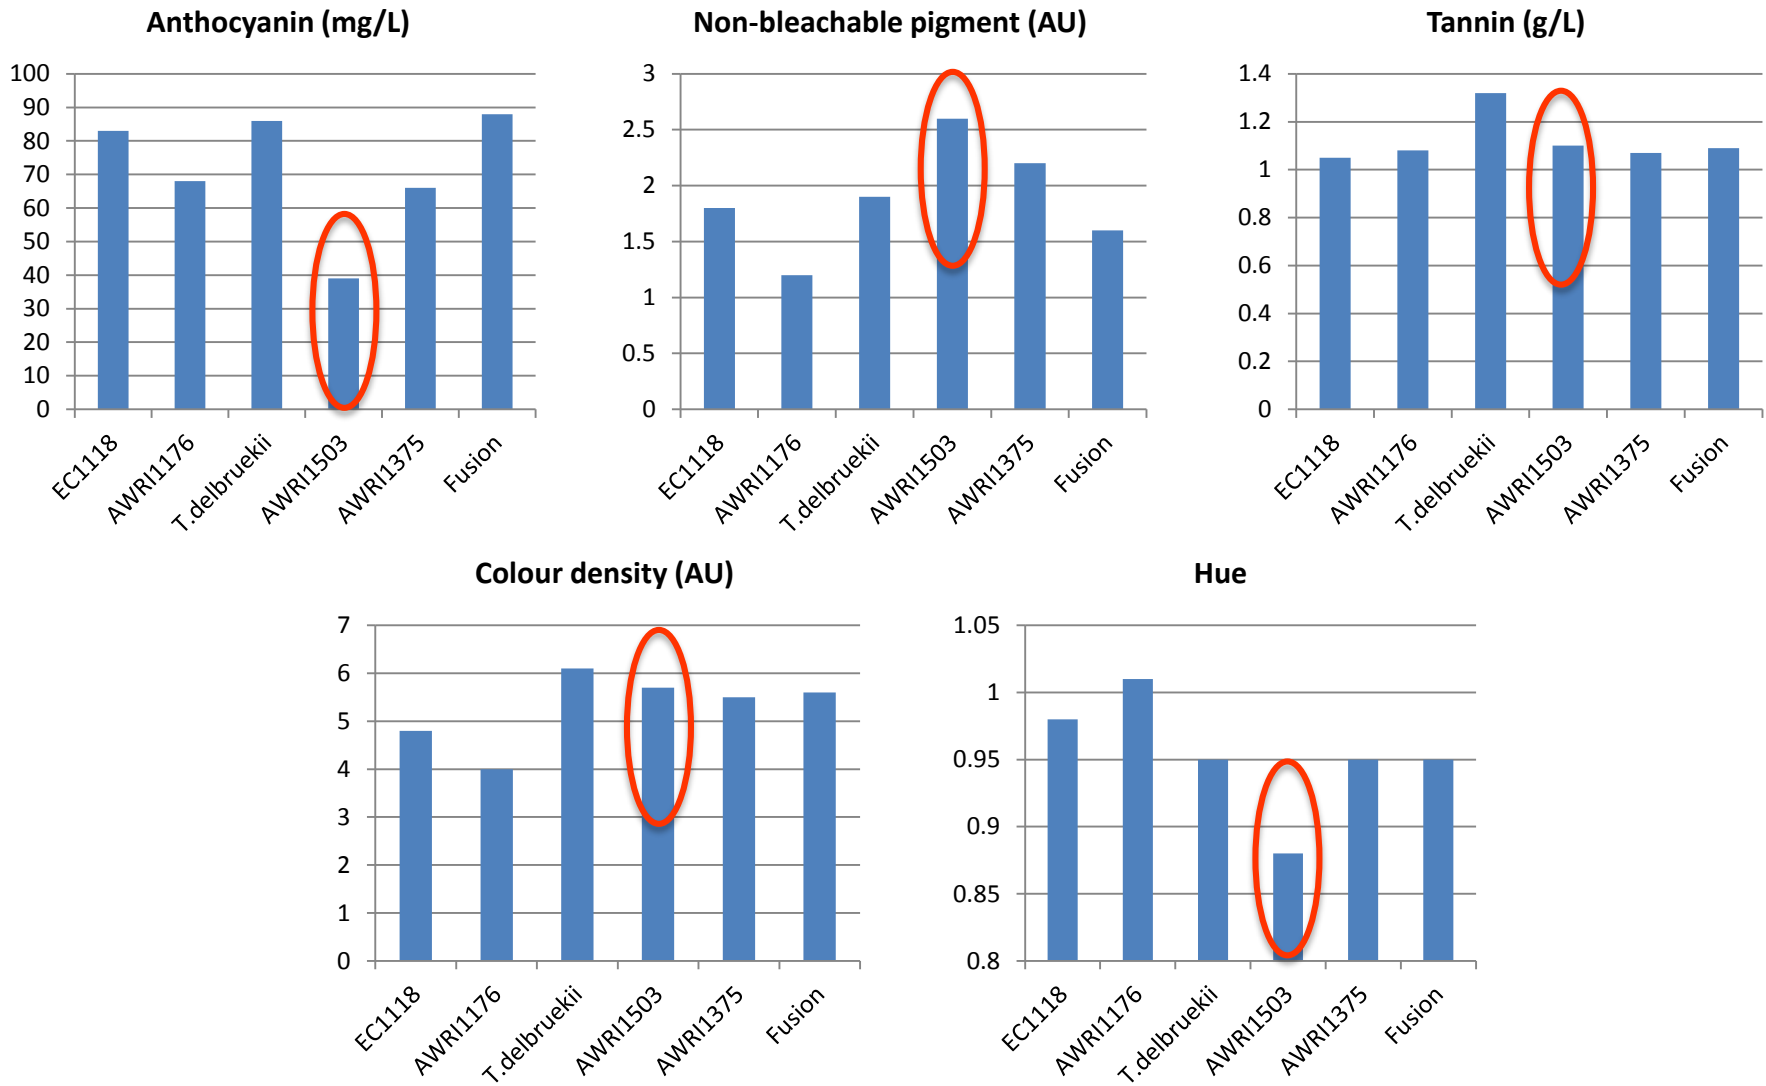 Anthocyanin (mg/L)
100
90
80
70
60
50
40
30
20
10
0
EC1118
AWRI1176
T.delbruekii
AWRI1503
AWRI1375
Fusion
Non-bleachable pigment (AU)
3
2.5
2
1.5
1
0.5
0
EC1118
AWRI1176
T.delbruekii
AWRI1503
AWRI1375
Fusion
Tannin (g/L)
1.4
1.2
1
0.8
0.6
0.4
0.2
0
EC1118
AWRI1176
T.delbruekii
AWRI1503
AWRI1375
Fusion
Colour density (AU)
7
6
5
4
3
2
1
0
EC1118
AWRI1176
T.delbruekii
AWRI1503
AWRI1375
Fusion
Hue
1.05
1
0.95
0.9
0.85
0.8
EC1118
AWRI1176
T.delbruekii
AWRI1503
AWRI1375
Fusion